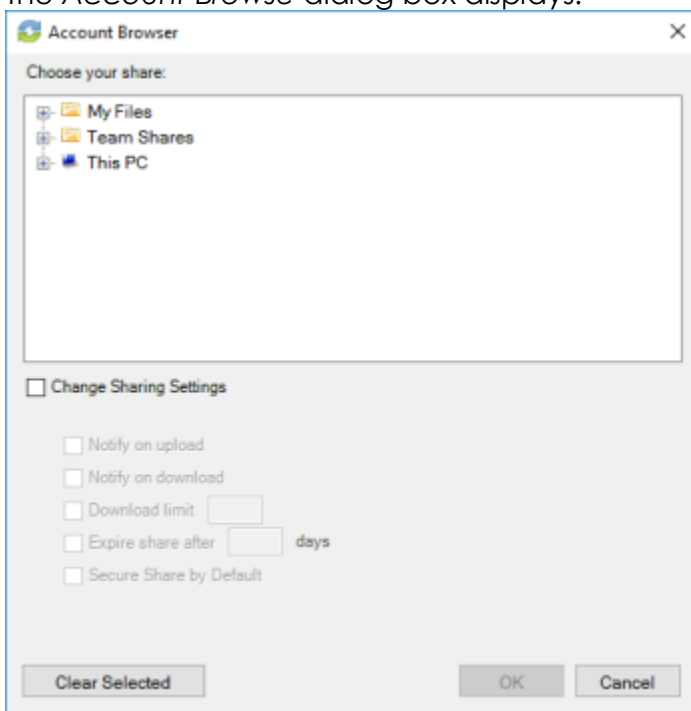 The Account Browse dialog box displays.
Account Browser
Choose your share:
My Files
Team Shares
This PC
Change Sharing Settings
Notify on upload
Notify on download
Download limit
Expire share after days
Secure Share by Default
Clear Selected OK Cancel